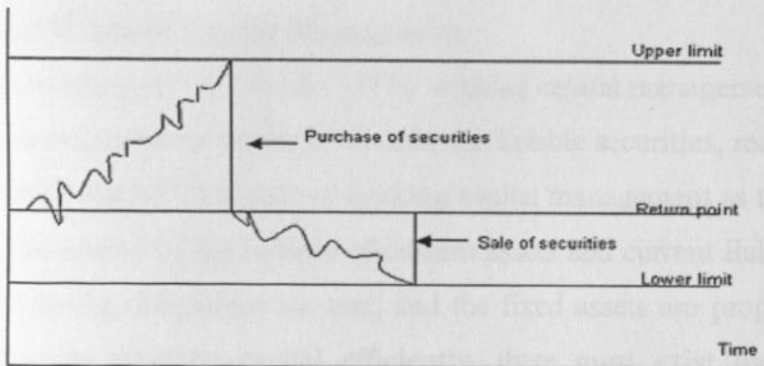 Upper limit
Purchase of securities
Return point
Sale of securities
Lower limit
Time